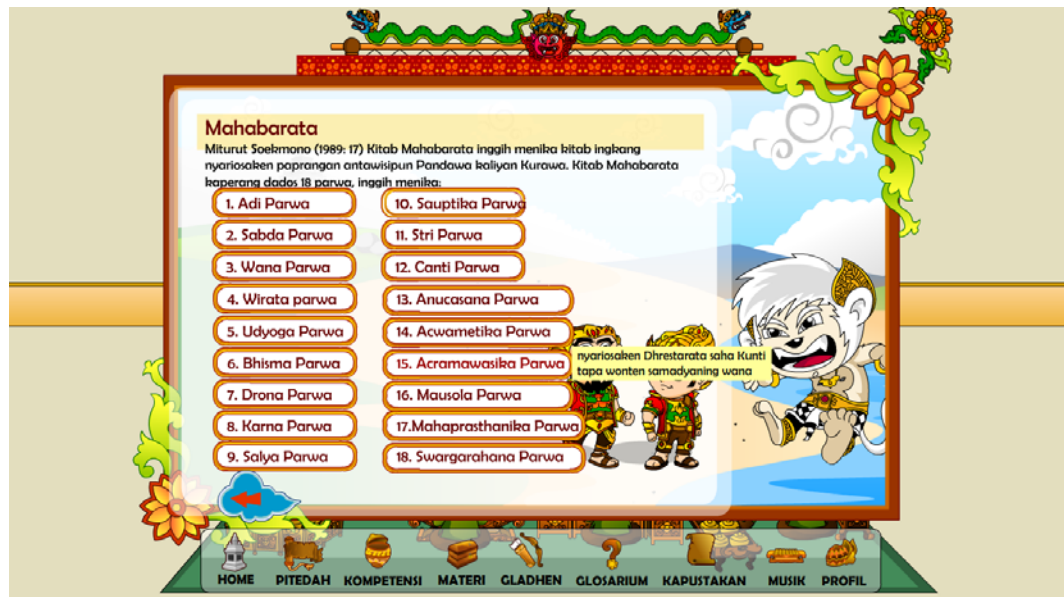 X
Mahabarata
Miturut Soekmono (1989: 17) Kitab Mahabarata inggih menika kitab ingkang
nyariosaken paprangan antawisipun Pandawa kaliyan Kurawa. Kitab Mahabarata
kaperang dados 18 parwa, inggih menika:
1. Adi Parwa
2. Sabda Parwa
3. Wana Parwa
4. Wirata parwa
5. Udyoga Parwa
6. Bhisma Parwa
7. Drona Parwa
8. Karna Parwa
9. Salya Parwa
10. Sauptika Parwa
11. Stri Parwa
12. Canti Parwa
13. Anucasana Parwa
14. Acwametika Parwa
15. Acramawasika Parwa
16. Mausola Parwa
17.Mahaprasthanika Parwa
18. Swargarahana Parwa
nyariosaken Dhrestarata saha Kunti
tapa wonten samadyaning wana
HOME PITEDAH KOMPETENSI MATERI GLADHEN GLOSARIUM KAPUSTAKAN MUSIK PROFIL